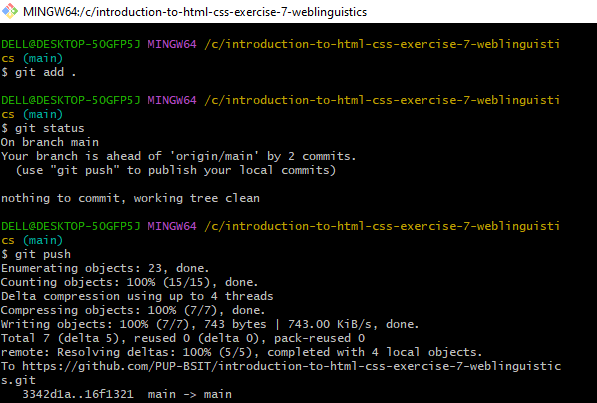 MINGW64:/c/introduction-to-html-css-exercise-7-weblinguistics
DELL@DESKTOP-5OGFP5J MINGW64 /c/introduction-to-html-css-exercise-7-weblinguisti
cs (main)
$ git add .
DELL@DESKTOP-5OGFP5J MINGW64 /c/introduction-to-html-css-exercise-7-weblinguisti
cs (main)
$ git status
On branch main
Your branch is ahead of 'origin/main' by 2 commits.
  (use "git push" to publish your local commits)
nothing to commit, working tree clean
DELL@DESKTOP-5OGFP5J MINGW64 /c/introduction-to-html-css-exercise-7-weblinguisti
cs (main)
$ git push
Enumerating objects: 23, done.
Counting objects: 100% (15/15), done.
Delta compression using up to 4 threads
Compressing objects: 100% (7/7), done.
Writing objects: 100% (7/7), 743 bytes | 743.00 KiB/s, done.
Total 7 (delta 5), reused 0 (delta 0), pack-reused 0
remote: Resolving deltas: 100% (5/5), completed with 4 local objects.
To https://github.com/PUP-BSIT/introduction-to-html-css-exercise-7-weblinguistic
s.git
   3342d1a..16f1321  main -> main